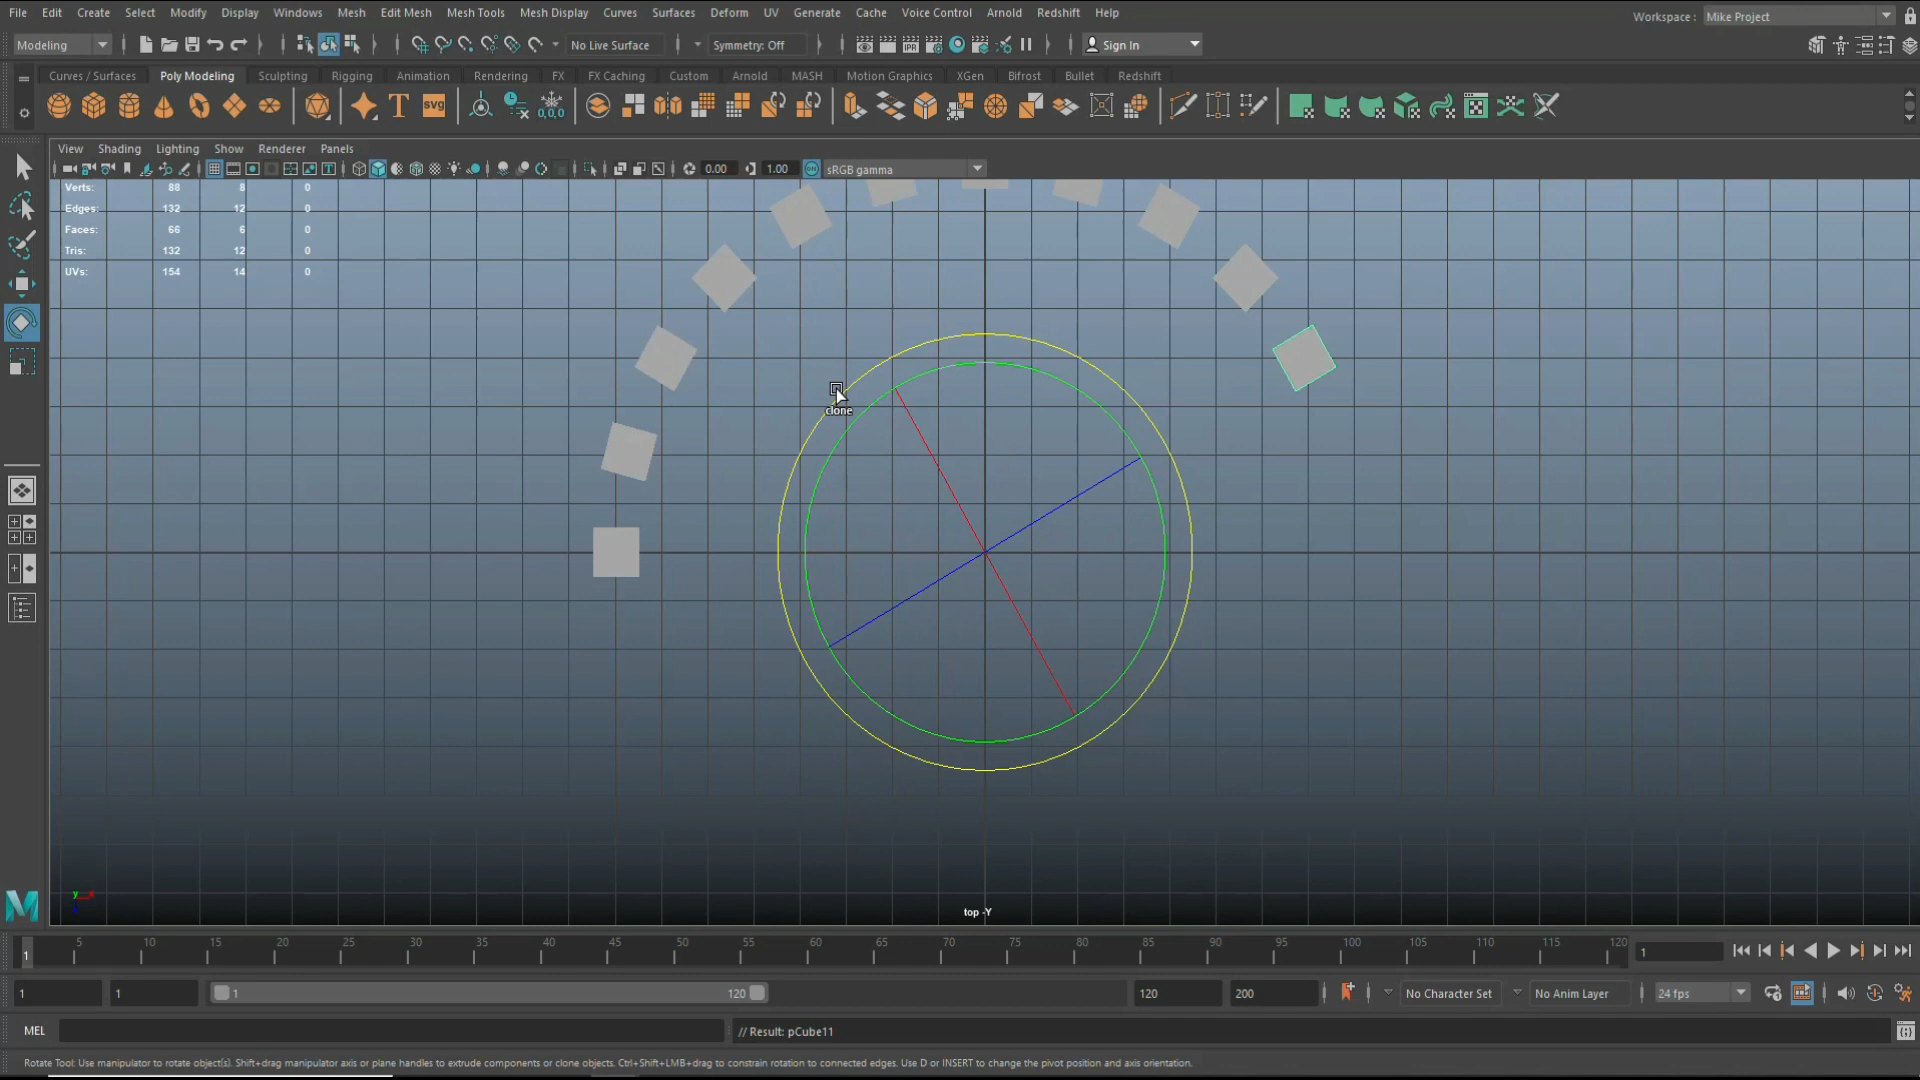 File Edit Create Select Modify Display Windows Mesh Edit Mesh Mesh Tools Mesh Display Curves Surfaces Deform UV Generate Cache Voice Control Arnold Redshift Help
Workspace : Mike Project
Modeling No Live Surface Symmetry: Off IPR Sign In
Curves / Surfaces Poly Modeling Sculpting Rigging Animation Rendering FX FX Caching Custom Arnold MASH Motion Graphics XGen Bifrost Bullet Redshift
T svg 0,0,0
View Shading Lighting Show Renderer Panels
0.00 1.00 sRGB gamma
Verts: 88 8 0
Edges: 132 12 0
Faces: 66 6 0
Tris: 132 12 0
UVs: 154 14 0
clone
y x
top -Y
1 5 10 15 20 25 30 35 40 45 50 55 60 65 70 75 80 85 90 95 100 105 110 115 120 1
1 1 1 120 120 200 No Character Set No Anim Layer 24 fps
MEL // Result: pCube11
Rotate Tool: Use manipulator to rotate object(s). Shift+drag manipulator axis or plane handles to extrude components or clone objects. Ctrl+Shift+LMB+drag to constrain rotation to connected edges. Use D or INSERT to change the pivot position and axis orientation.